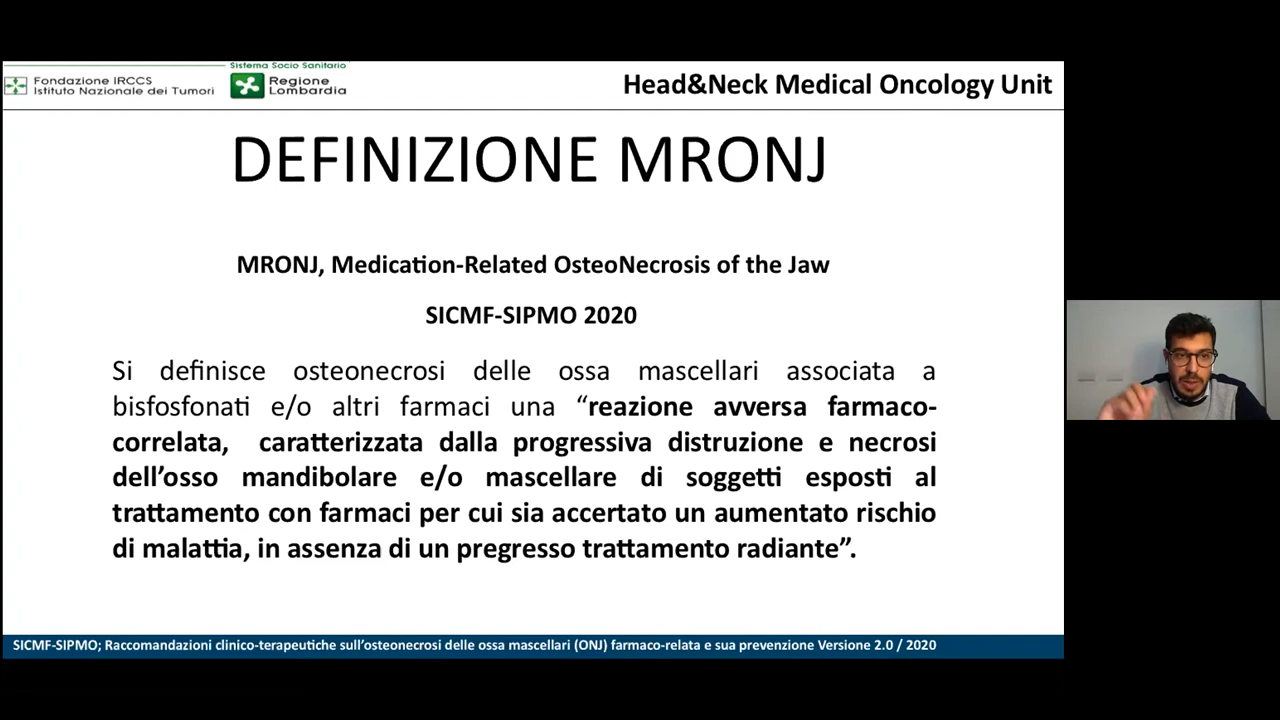 Sistema Socio Sanitario
Fondazione IRCCS
Istituto Nazionale dei Tumori
Regione
Lombardia
Head&Neck Medical Oncology Unit
DEFINIZIONE MRONJ
MRONJ, Medication-Related OsteoNecrosis of the Jaw
SICMF-SIPMO 2020
Si definisce osteonecrosi delle ossa mascellari associata a
bisfosfonati e/o altri farmaci una “reazione avversa farmaco-
correlata, caratterizzata dalla progressiva distruzione e necrosi
dell’osso mandibolare e/o mascellare di soggetti esposti al
trattamento con farmaci per cui sia accertato un aumentato rischio
di malattia, in assenza di un pregresso trattamento radiante”.
SICMF-SIPMO; Raccomandazioni clinico-terapeutiche sull’osteonecrosi delle ossa mascellari (ONJ) farmaco-relata e sua prevenzione Versione 2.0 / 2020